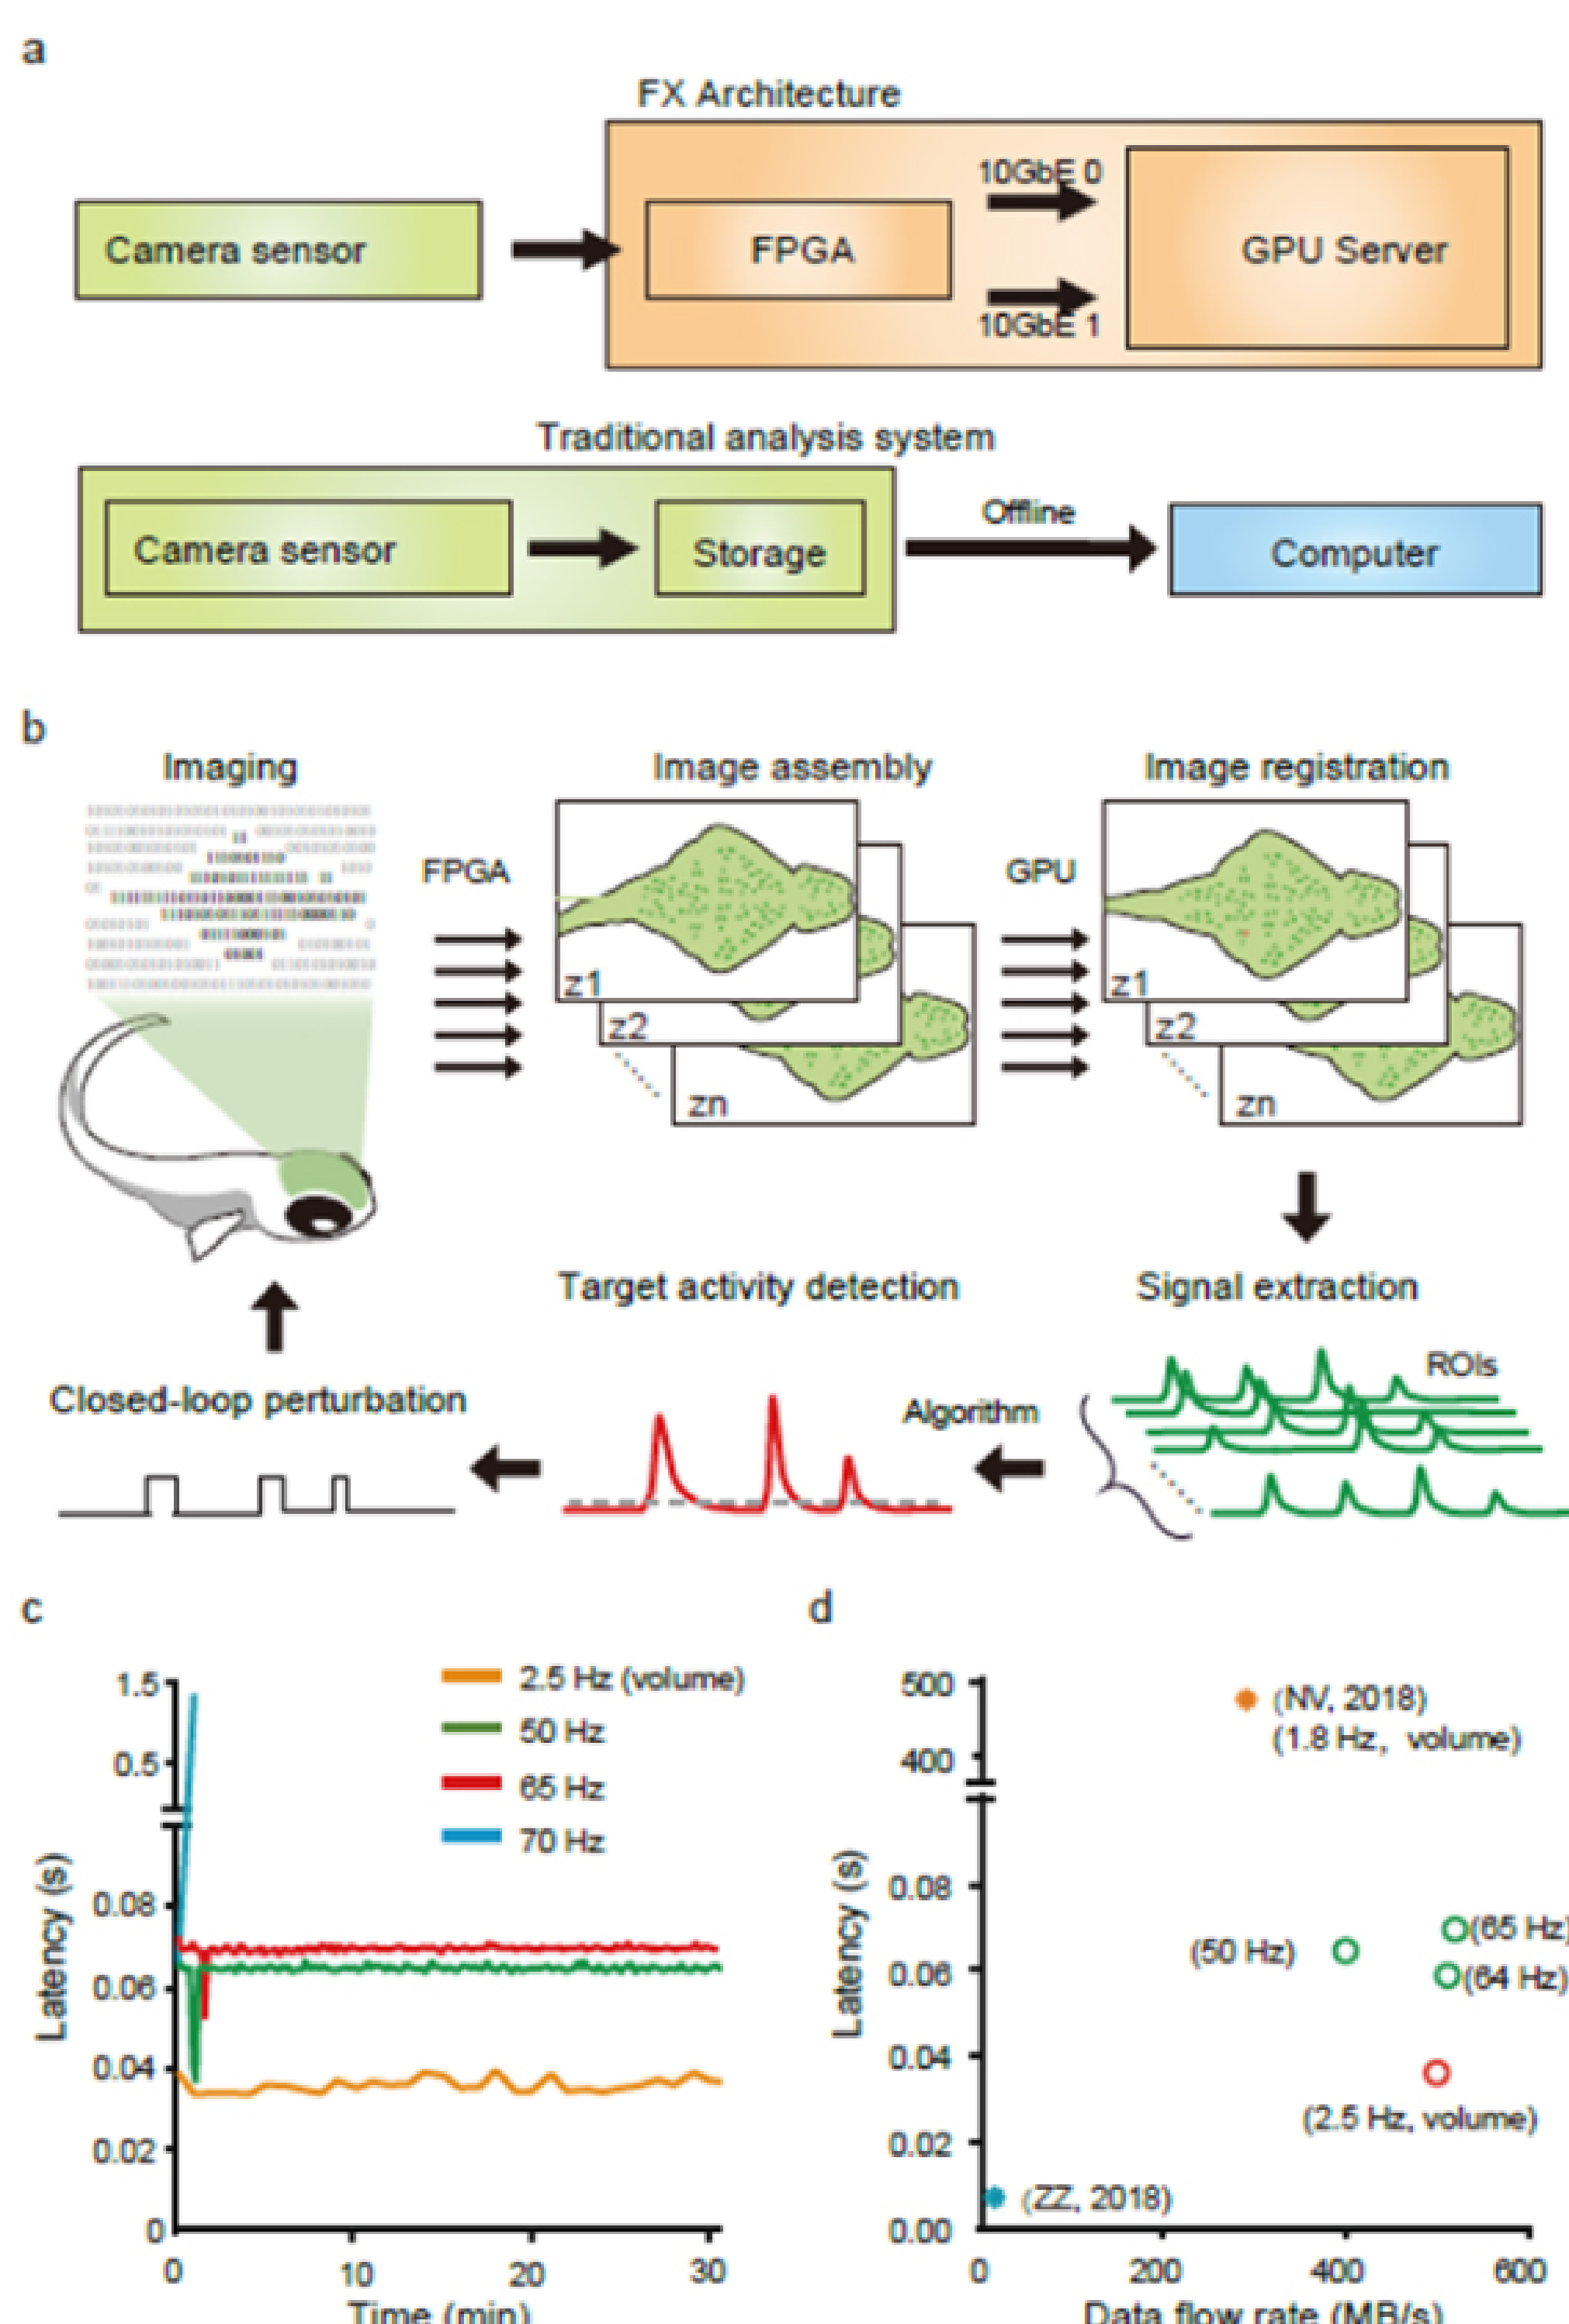 a
FX Architecture
Camera sensor
FPGA
10GbE 0
10GbE 1
GPU Server
Traditional analysis system
Camera sensor
Storage
Offline
Computer
b
Imaging
Image assembly
Image registration
FPGA
GPU
z1
z2
zn
z1
z2
zn
Target activity detection
Signal extraction
Closed-loop perturbation
Algorithm
ROIs
c
1.5
0.5
0.08
0.06
0.04
0.02
0
Latency (s)
2.5 Hz (volume)
50 Hz
65 Hz
70 Hz
0 10 20 30
Time (min)
d
500
400
0.08
0.06
0.04
0.02
0.00
Latency (s)
(NV, 2018)
(1.8 Hz, volume)
(50 Hz)
(65 Hz)
(64 Hz)
(2.5 Hz, volume)
(ZZ, 2018)
0 200 400 600
Data flow rate (MB/s)